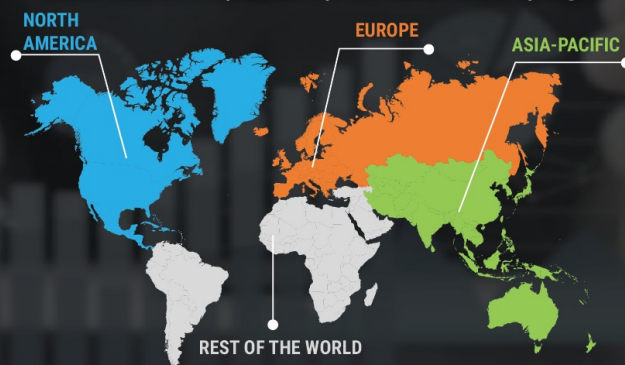 NORTH
AMERICA
EUROPE
ASIA-PACIFIC
REST OF THE WORLD